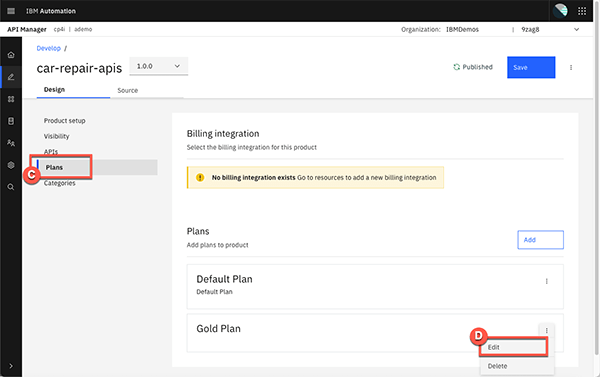 IBM Automation
API Manager cp4i | ademo Organization: IBMDemos 9zag8
Develop /
car-repair-apis 1.0.0 Published Save
Design Source
Product setup
Visibility
APIs
C Plans
Categories
Billing integration
Select the billing integration for this product
No billing integration exists Go to resources to add a new billing integration
Plans
Add plans to product
Add
Default Plan
Default Plan
Gold Plan
D
Edit
Delete